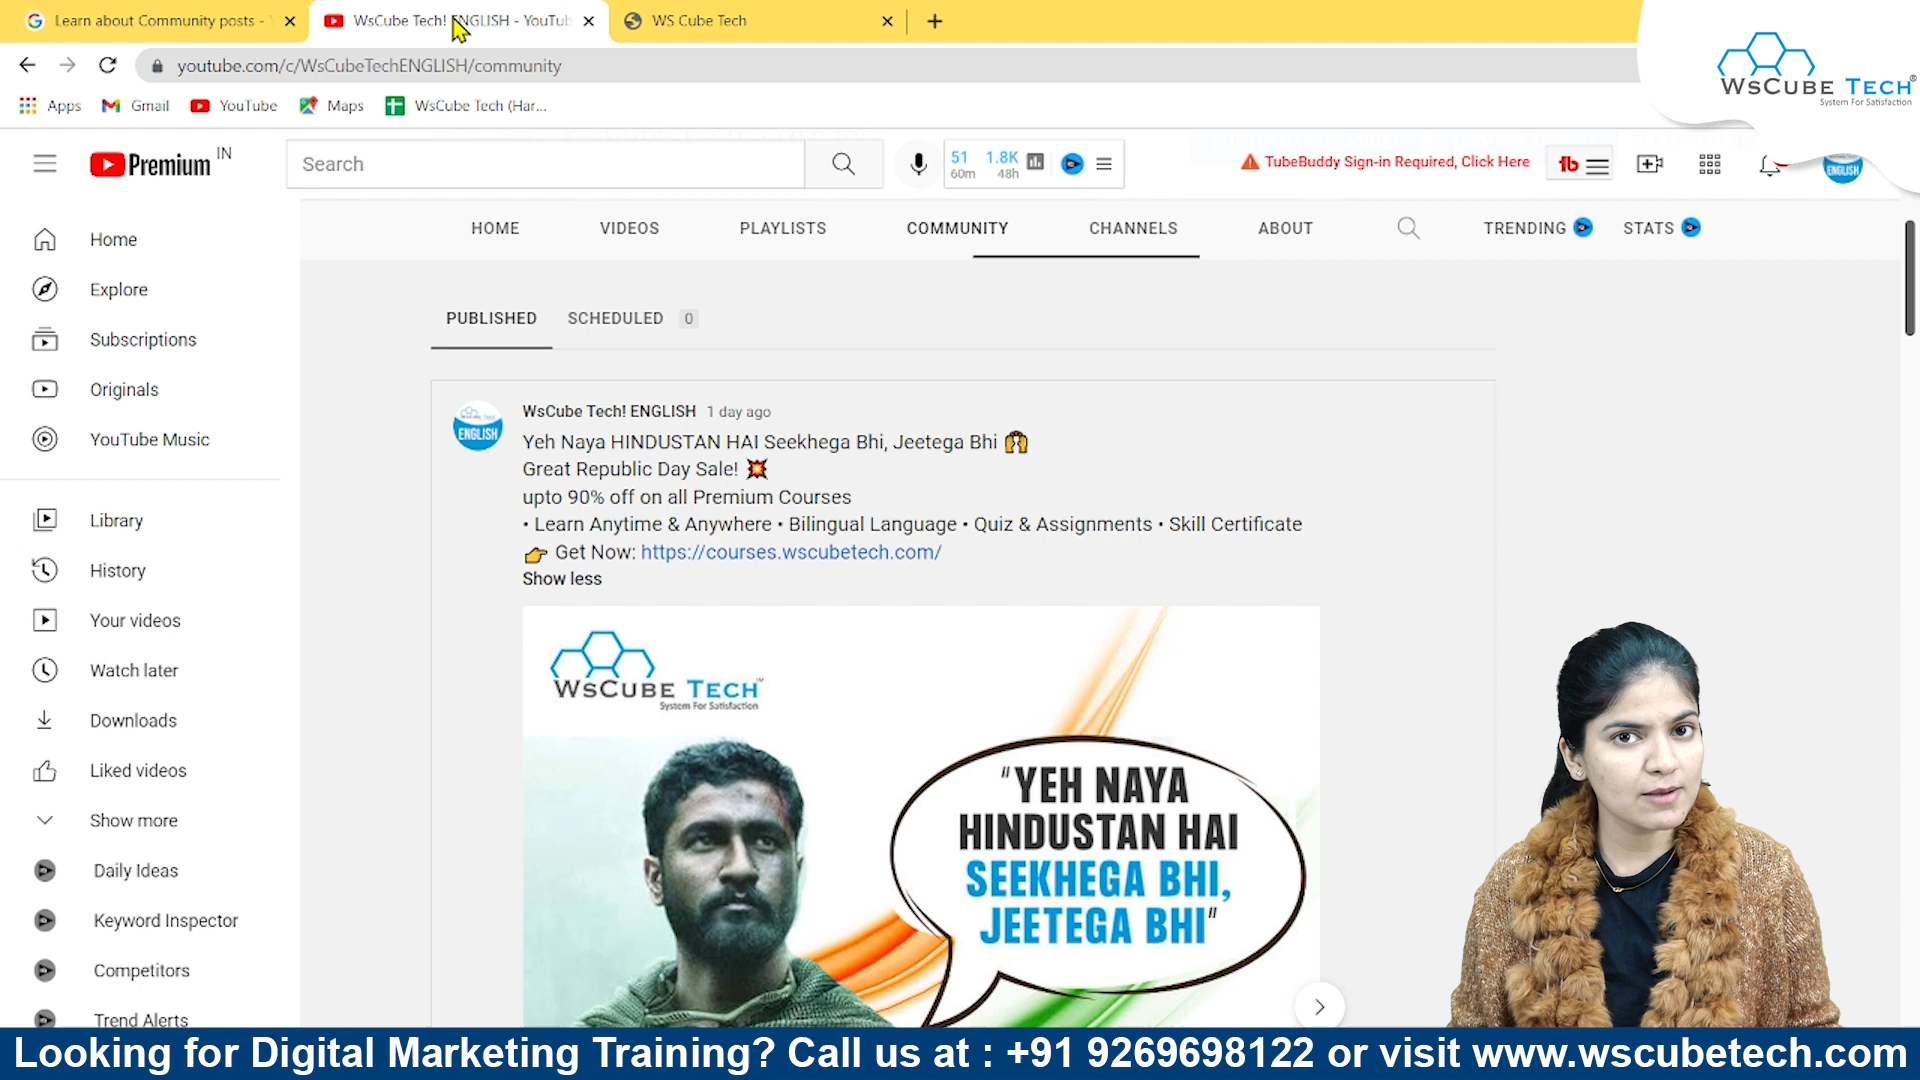 Learn about Community posts -
WsCube Tech! ENGLISH - YouTub
WS Cube Tech
youtube.com/c/WsCubeTechENGLISH/community
Apps
Gmail
YouTube
Maps
WsCube Tech (Har...
WSCUBE TECH®
System For Satisfaction
Premium IN
Search
51 1.8K
60m 48h
TubeBuddy Sign-in Required, Click Here
tb
ENGLISH
HOME
VIDEOS
PLAYLISTS
COMMUNITY
CHANNELS
ABOUT
TRENDING
STATS
Home
Explore
Subscriptions
Originals
YouTube Music
Library
History
Your videos
Watch later
Downloads
Liked videos
Show more
Daily Ideas
Keyword Inspector
Competitors
Trend Alerts
PUBLISHED
SCHEDULED 0
ENGLISH
WsCube Tech! ENGLISH 1 day ago
Yeh Naya HINDUSTAN HAI Seekhega Bhi, Jeetega Bhi 🙌
Great Republic Day Sale! 💥
upto 90% off on all Premium Courses
• Learn Anytime & Anywhere • Bilingual Language • Quiz & Assignments • Skill Certificate
👉 Get Now: https://courses.wscubetech.com/
Show less
WSCUBE TECH™
System For Satisfaction
"YEH NAYA
HINDUSTAN HAI
SEEKHEGA BHI,
JEETEGA BHI"
Looking for Digital Marketing Training? Call us at : +91 9269698122 or visit www.wscubetech.com